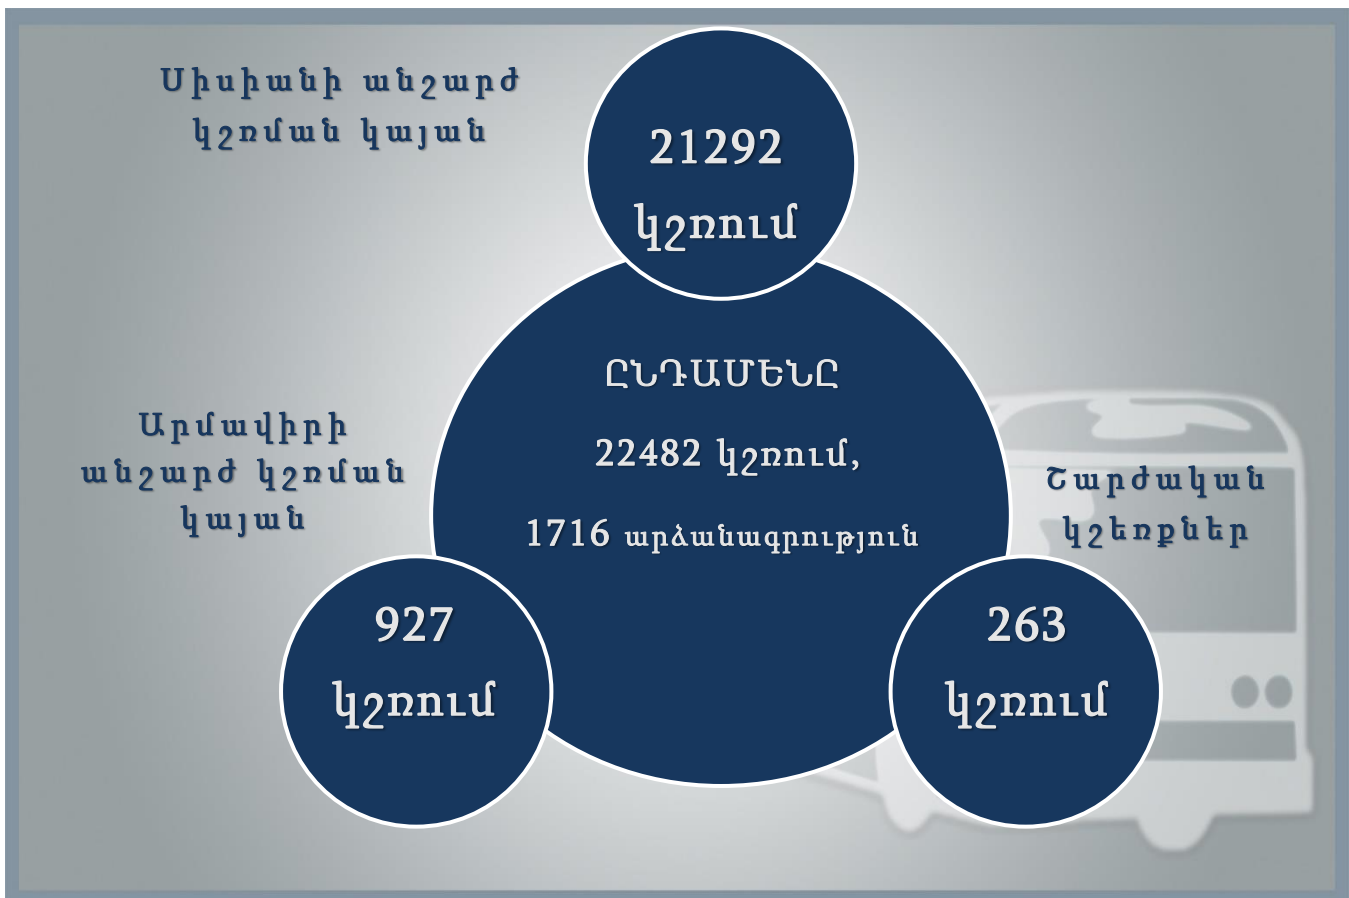 Սիսիանի անշարժ
կշռման կայան
21292
կշռում
ԸՆԴԱՄԵՆԸ
22482 կշռում,
1716 արձանագրություն
Արմավիրի
անշարժ կշռման
կայան
927
կշռում
Շարժական
կշեռքներ
263
կշռում